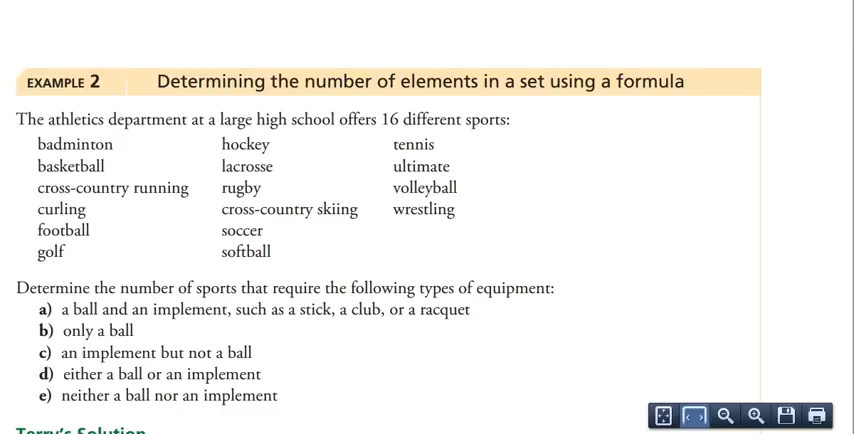 EXAMPLE 2 Determining the number of elements in a set using a formula
The athletics department at a large high school offers 16 different sports:
badminton hockey tennis
basketball lacrosse ultimate
cross-country running rugby volleyball
curling cross-country skiing wrestling
football soccer
golf softball
Determine the number of sports that require the following types of equipment:
a) a ball and an implement, such as a stick, a club, or a racquet
b) only a ball
c) an implement but not a ball
d) either a ball or an implement
e) neither a ball nor an implement
Terry's Solution